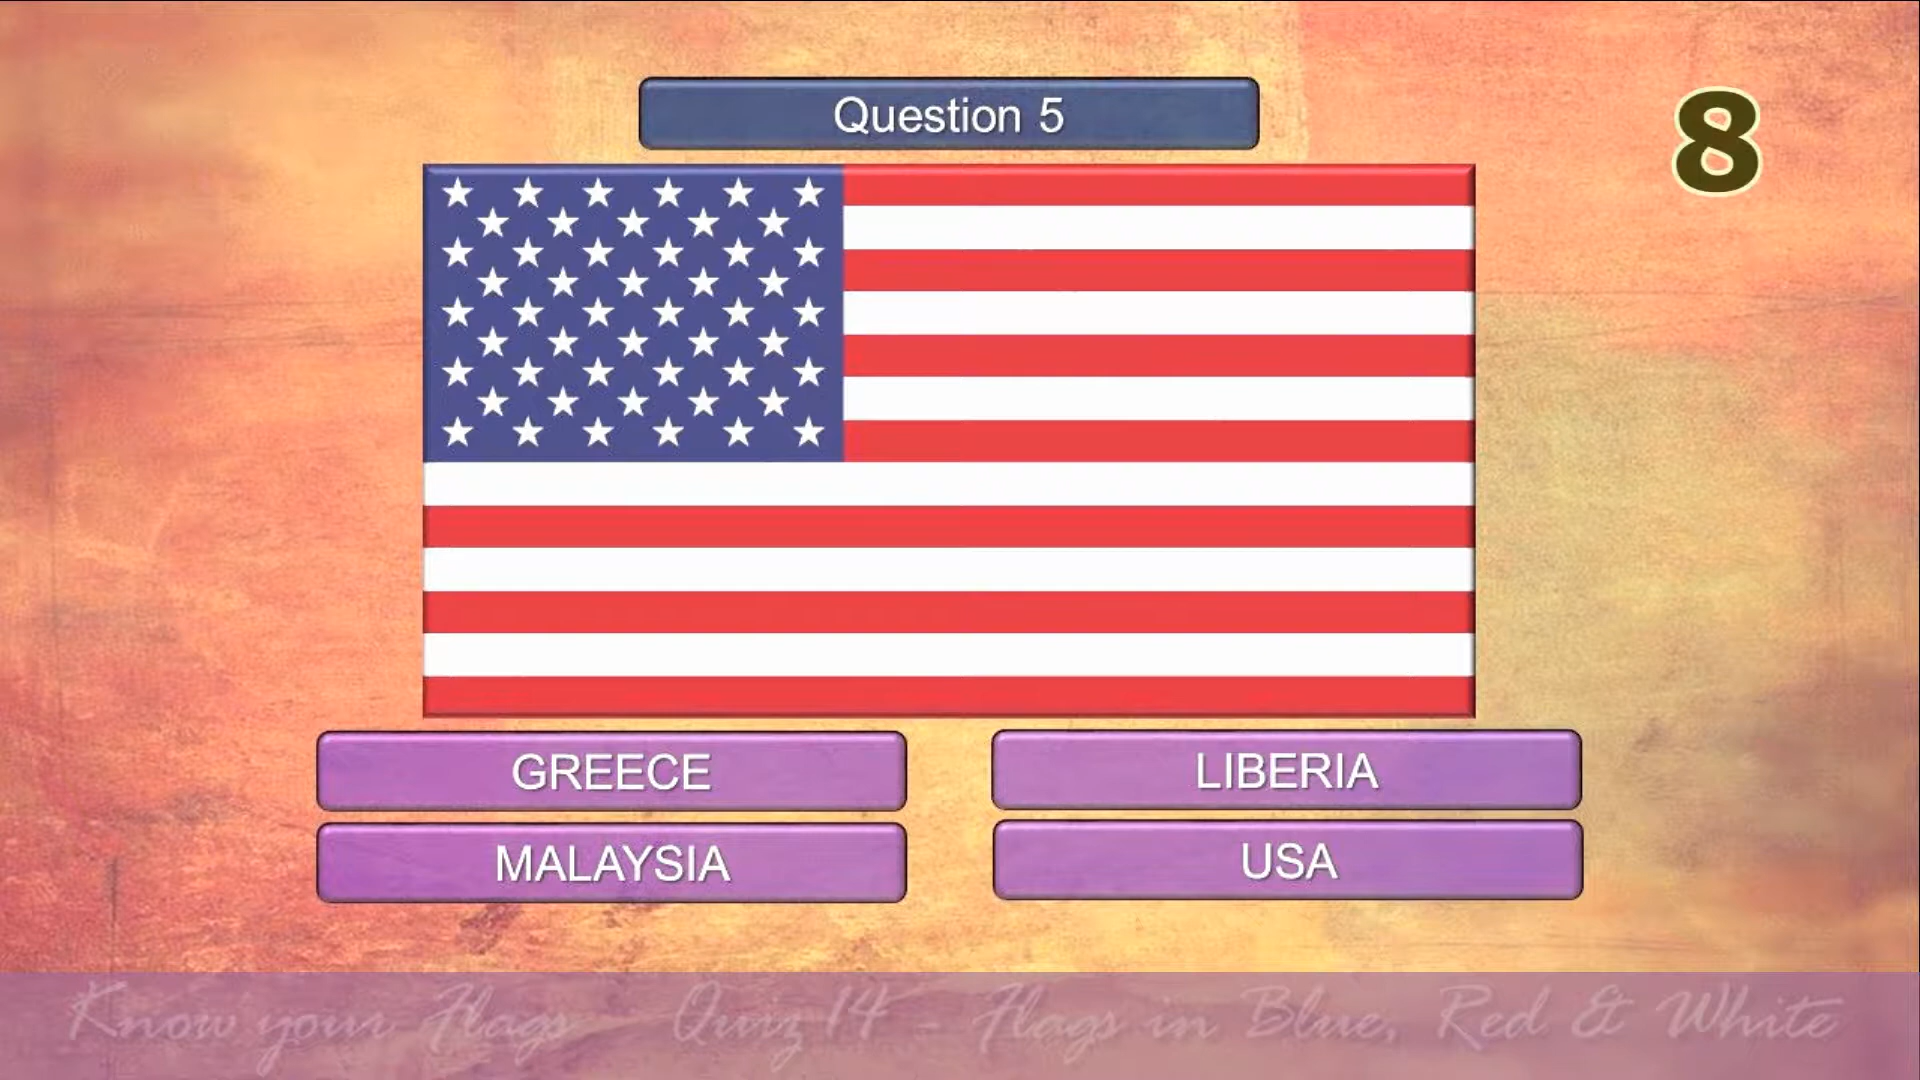 Question 5
8
GREECE
LIBERIA
MALAYSIA
USA
Know your Flags - Quiz 14 - Flags in Blue, Red & White